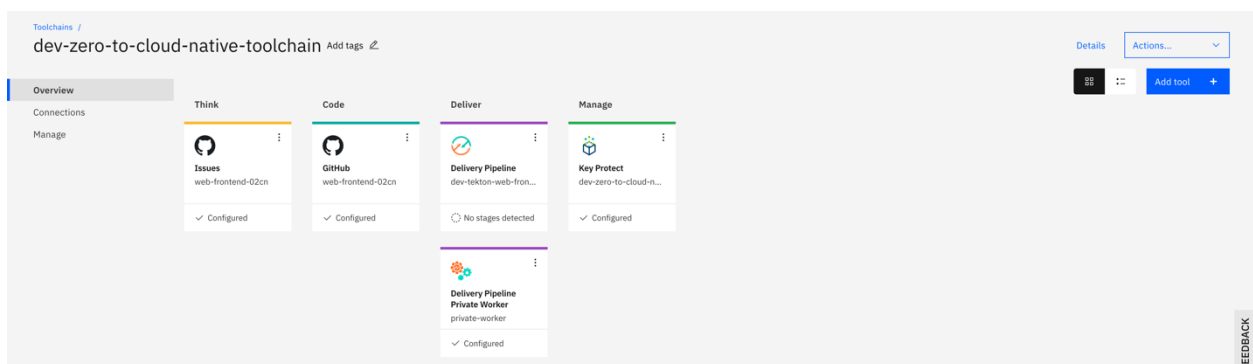 Toolchains /
dev-zero-to-cloud-native-toolchain Add tags
Details
Actions...
Add tool +
Overview
Connections
Manage
Think
Code
Deliver
Manage
Issues
web-frontend-02cn
Configured
GitHub
web-frontend-02cn
Configured
Delivery Pipeline
dev-tekton-web-fron...
No stages detected
Key Protect
dev-zero-to-cloud-n...
Configured
Delivery Pipeline
Private Worker
private-worker
Configured
FEEDBACK